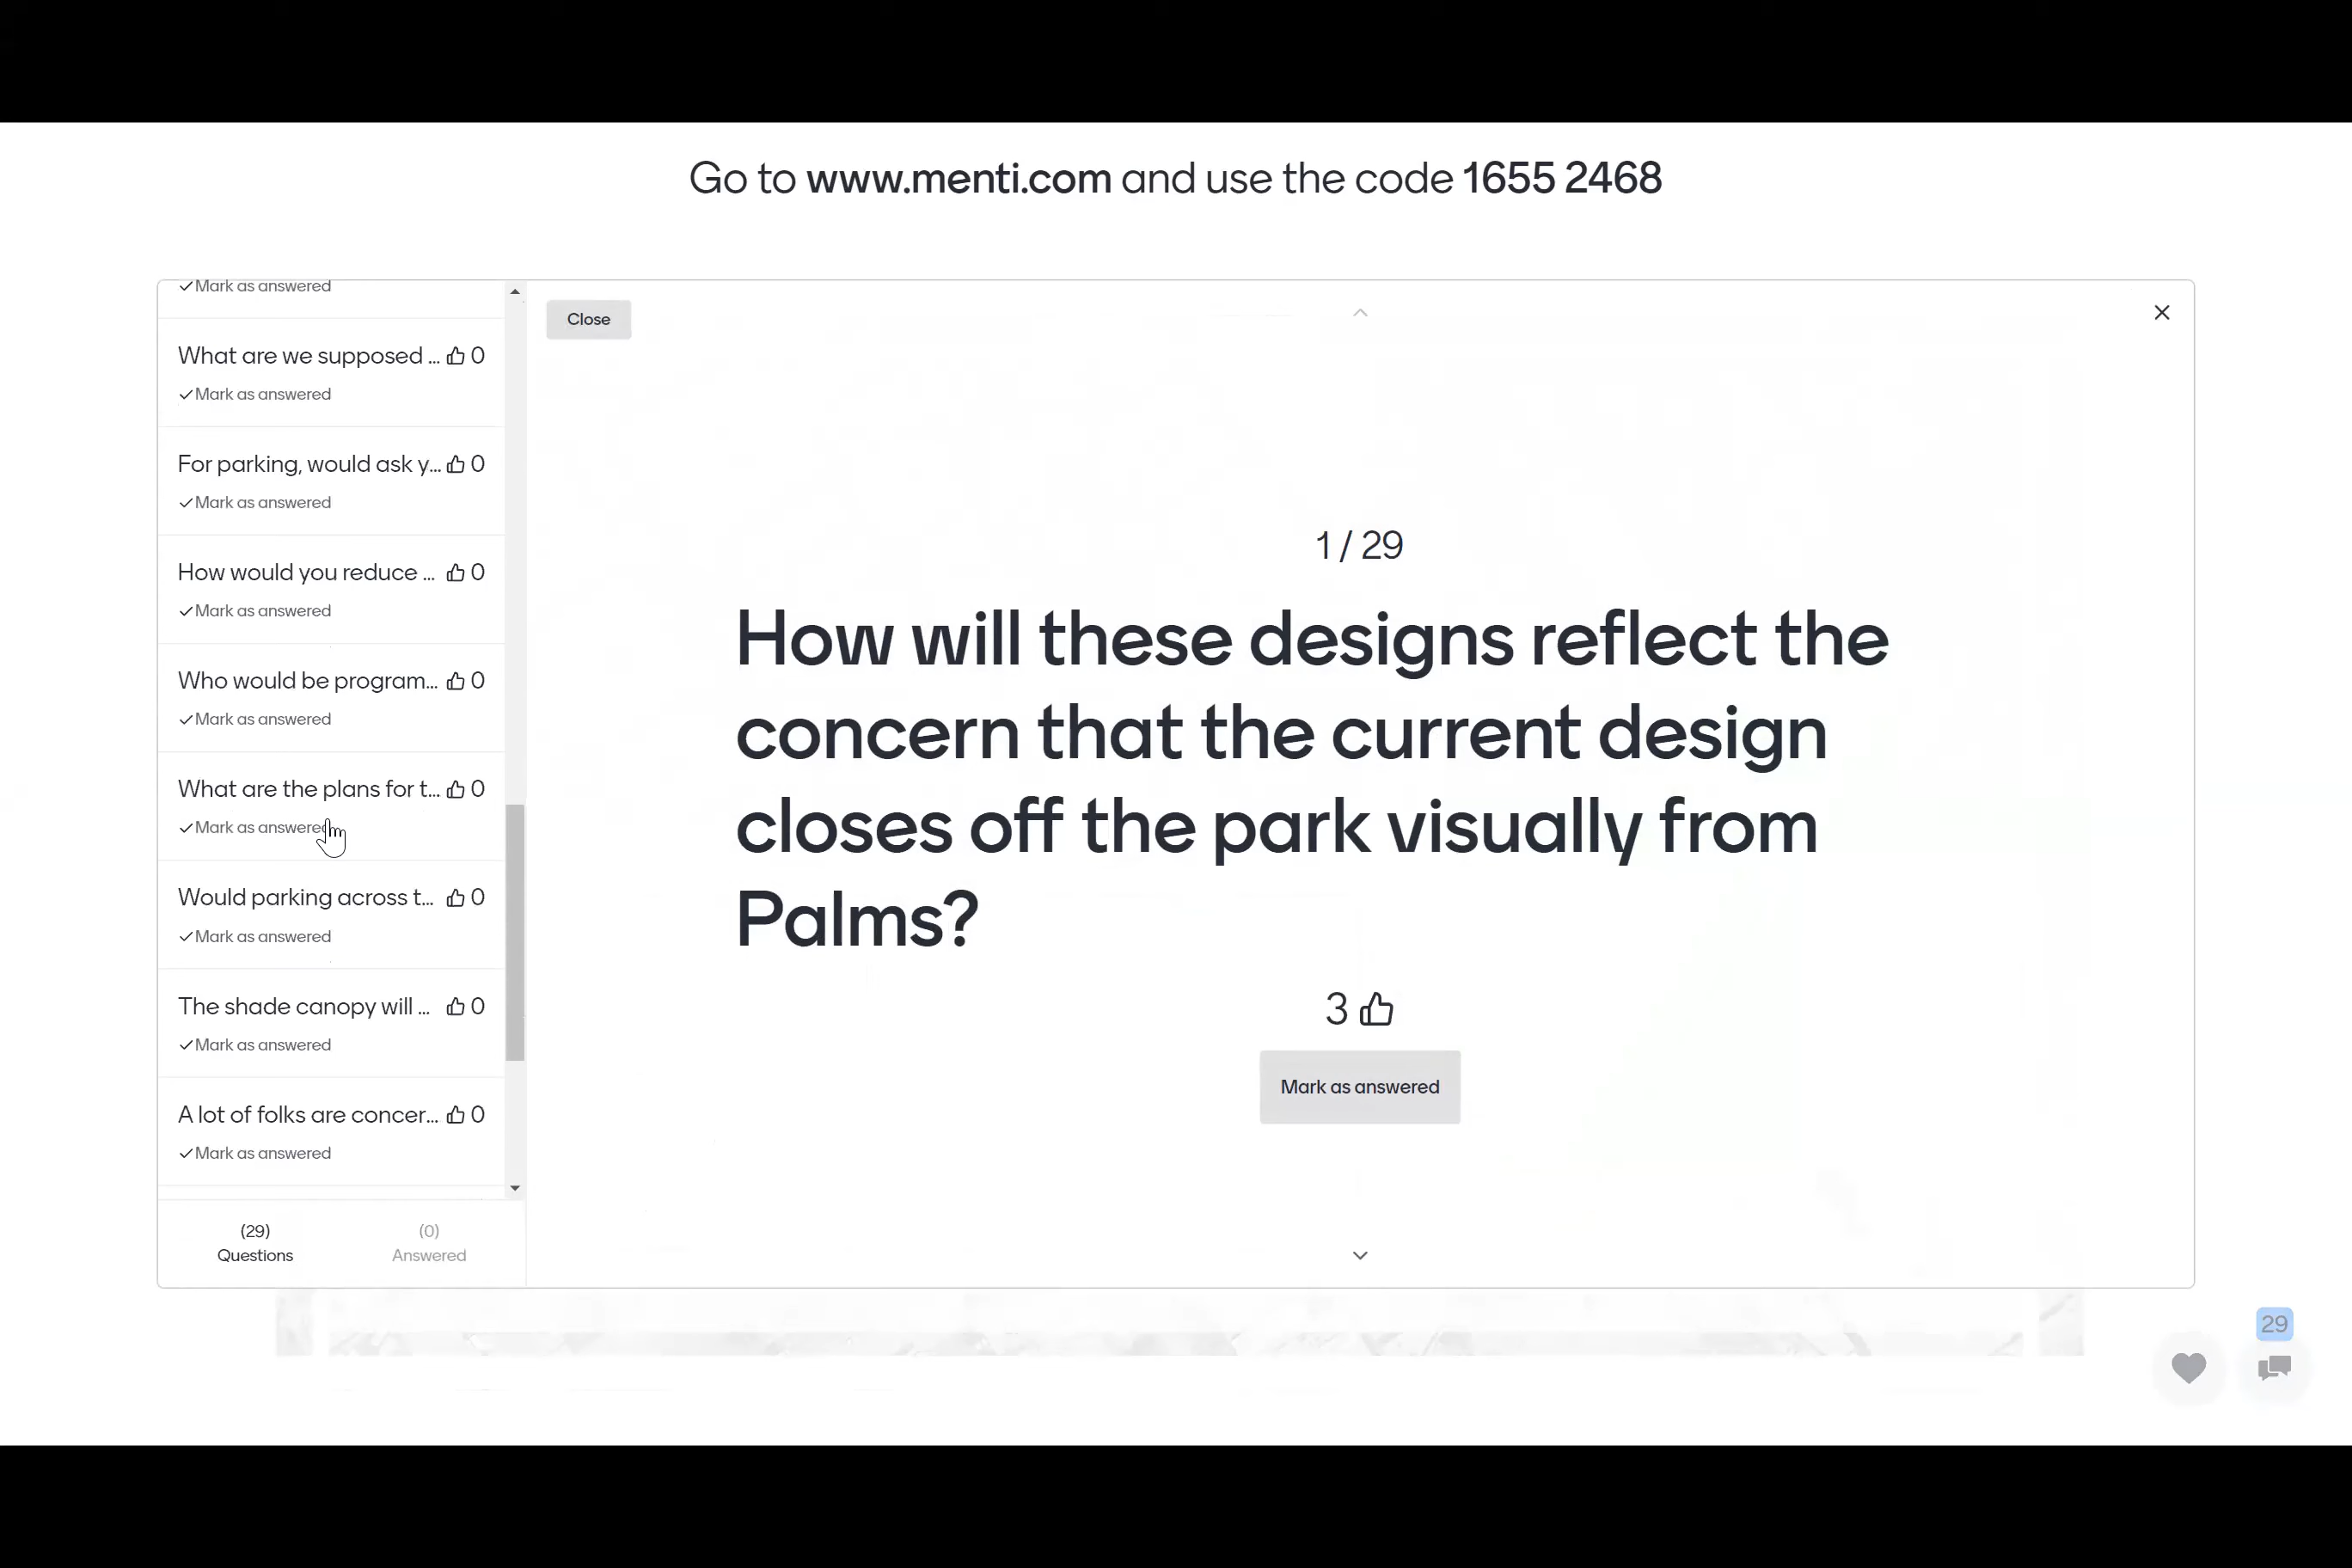 Go to www.menti.com and use the code 1655 2468
Mark as answered
What are we supposed ... 0
Mark as answered
For parking, would ask y... 0
Mark as answered
How would you reduce ... 0
Mark as answered
Who would be program... 0
Mark as answered
What are the plans for t... 0
Mark as answered
Would parking across t... 0
Mark as answered
The shade canopy will ... 0
Mark as answered
A lot of folks are concer... 0
Mark as answered
(29)
Questions
(0)
Answered
Close
1 / 29
How will these designs reflect the
concern that the current design
closes off the park visually from
Palms?
3
Mark as answered
29